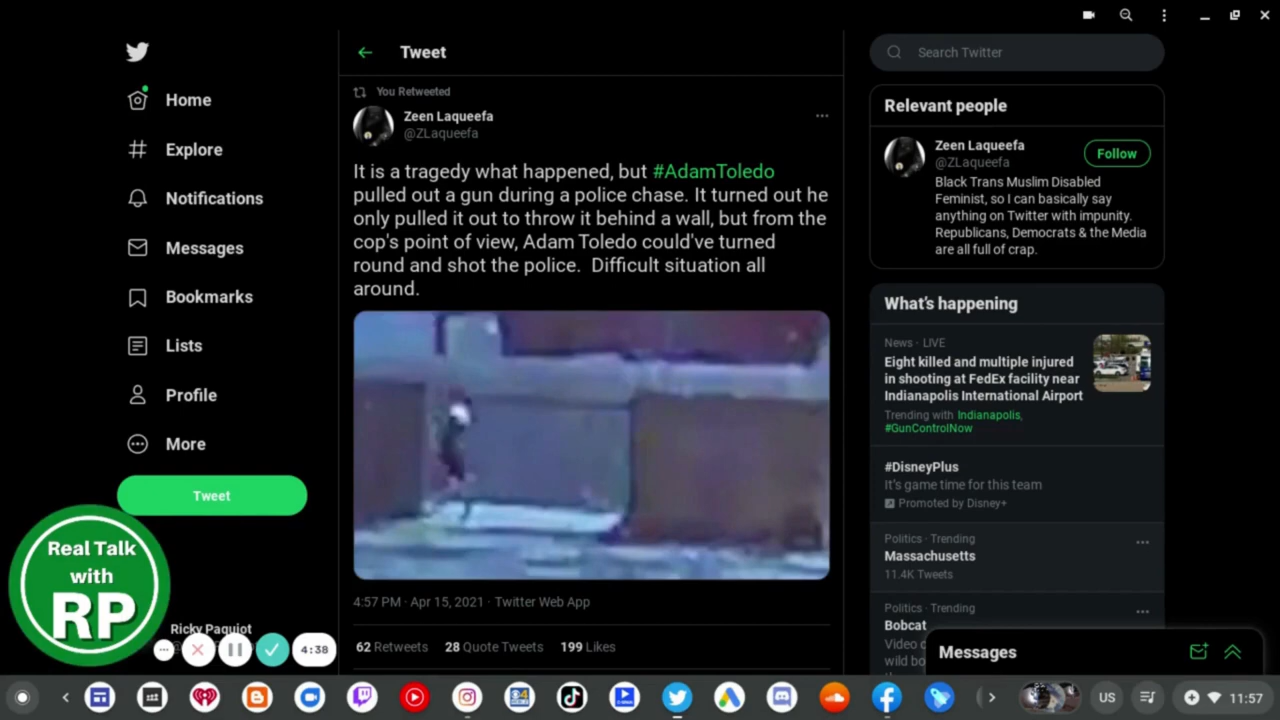 Tweet
Search Twitter
Home
Explore
Notifications
Messages
Bookmarks
Lists
Profile
More
Tweet
Real Talk
with
RP
Ricky Paquiot
4:38
You Retweeted
Zeen Laqueefa
@ZLaqueefa
It is a tragedy what happened, but #AdamToledo
pulled out a gun during a police chase. It turned out he
only pulled it out to throw it behind a wall, but from the
cop's point of view, Adam Toledo could've turned
round and shot the police. Difficult situation all
around.
4:57 PM · Apr 15, 2021 · Twitter Web App
62 Retweets 28 Quote Tweets 199 Likes
Relevant people
Zeen Laqueefa
@ZLaqueefa
Follow
Black Trans Muslim Disabled
Feminist, so I can basically say
anything on Twitter with impunity.
Republicans, Democrats & the Media
are all full of crap.
What's happening
News · LIVE
Eight killed and multiple injured
in shooting at FedEx facility near
Indianapolis International Airport
Trending with Indianapolis,
#GunControlNow
#DisneyPlus
It's game time for this team
Promoted by Disney+
Politics · Trending
Massachusetts
11.4K Tweets
Politics · Trending
Bobcat
Video
wild bo
Messages
US
11:57